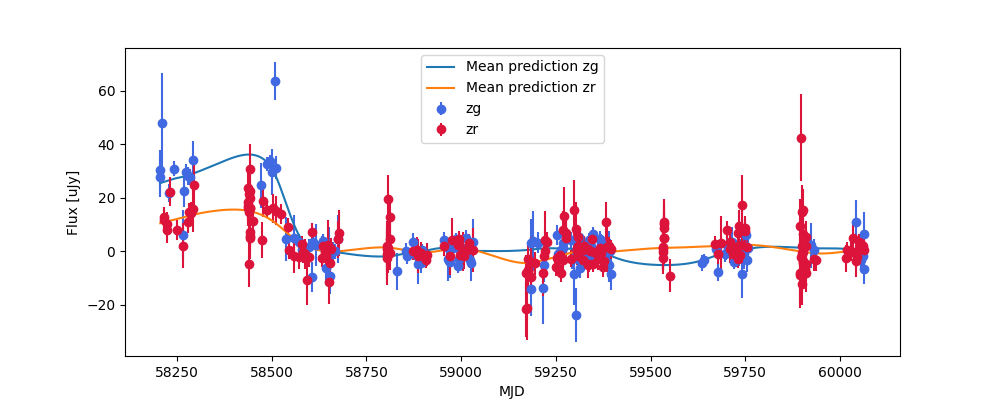 Mean prediction zg
Mean prediction zr
zg
zr
60
40
20
0
−20
Flux [uJy]
58250 58500 58750 59000 59250 59500 59750 60000
MJD